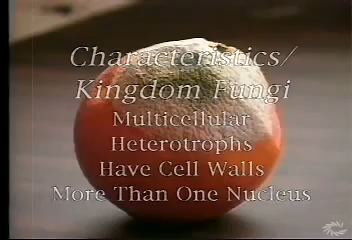 Characteristics/
Kingdom Fungi
Multicellular
Heterotrophs
Have Cell Walls
More Than One Nucleus